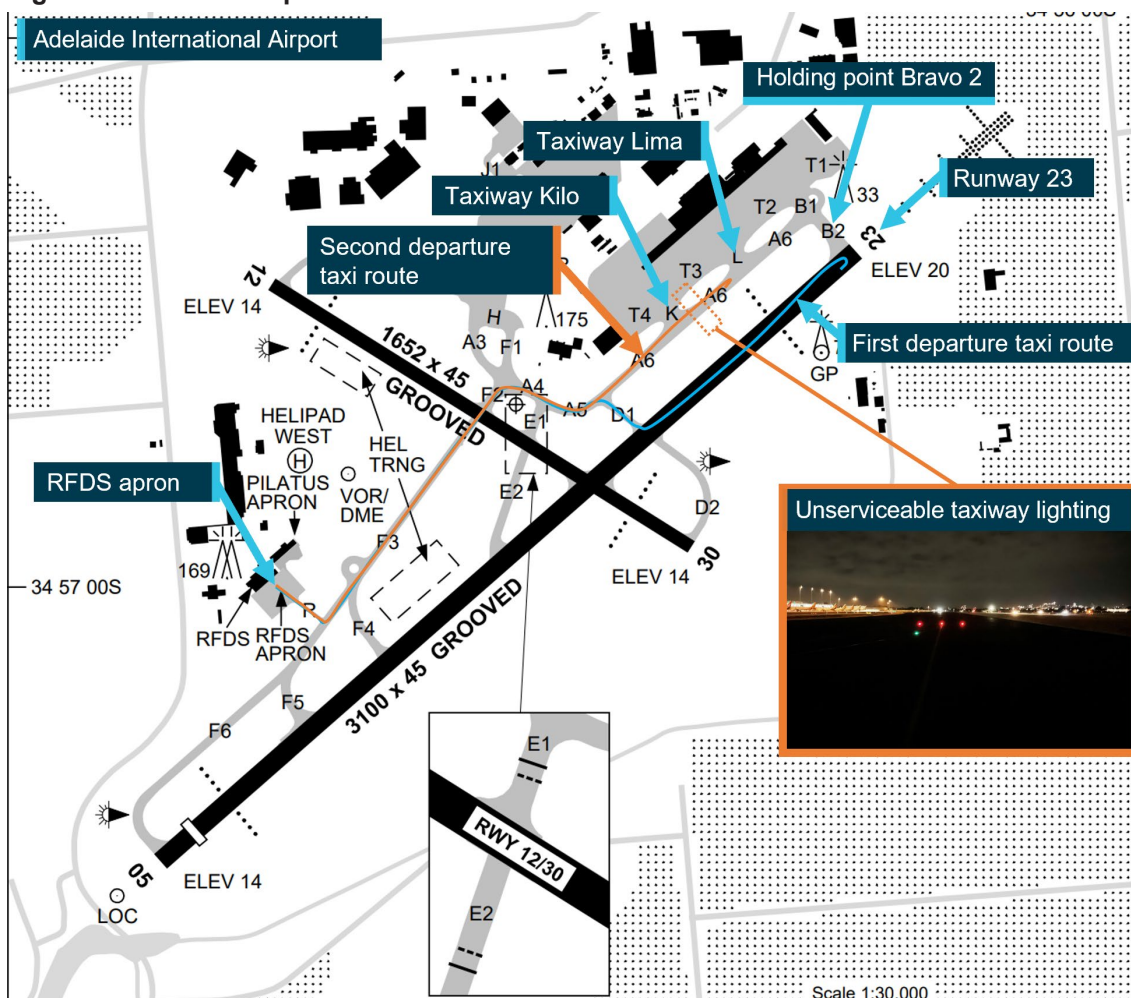 34 56 00S
Adelaide International Airport
Holding point Bravo 2
Taxiway Lima
J1
T1
33
Runway 23
Taxiway Kilo
T2
B1
B2
23
Second departure
taxi route
A6
L
12
ELEV 20
T3
ELEV 14
A6
K
T4
175
H
A3
F1
First departure taxi route
1652 x 45
GROOVED
A6
GP
F2
A4
A5
D1
E1
HELIPAD
WEST
H
HEL
TRNG
RFDS apron
PILATUS
APRON
VOR/
DME
E2
D2
Unserviceable taxiway lighting
F3
30
169
ELEV 14
34 57 00S
P
RFDS
RFDS
APRON
F4
3100 x 45 GROOVED
F5
F6
E1
RWY 12/30
05
ELEV 14
LOC
E2
Scale 1:30,000